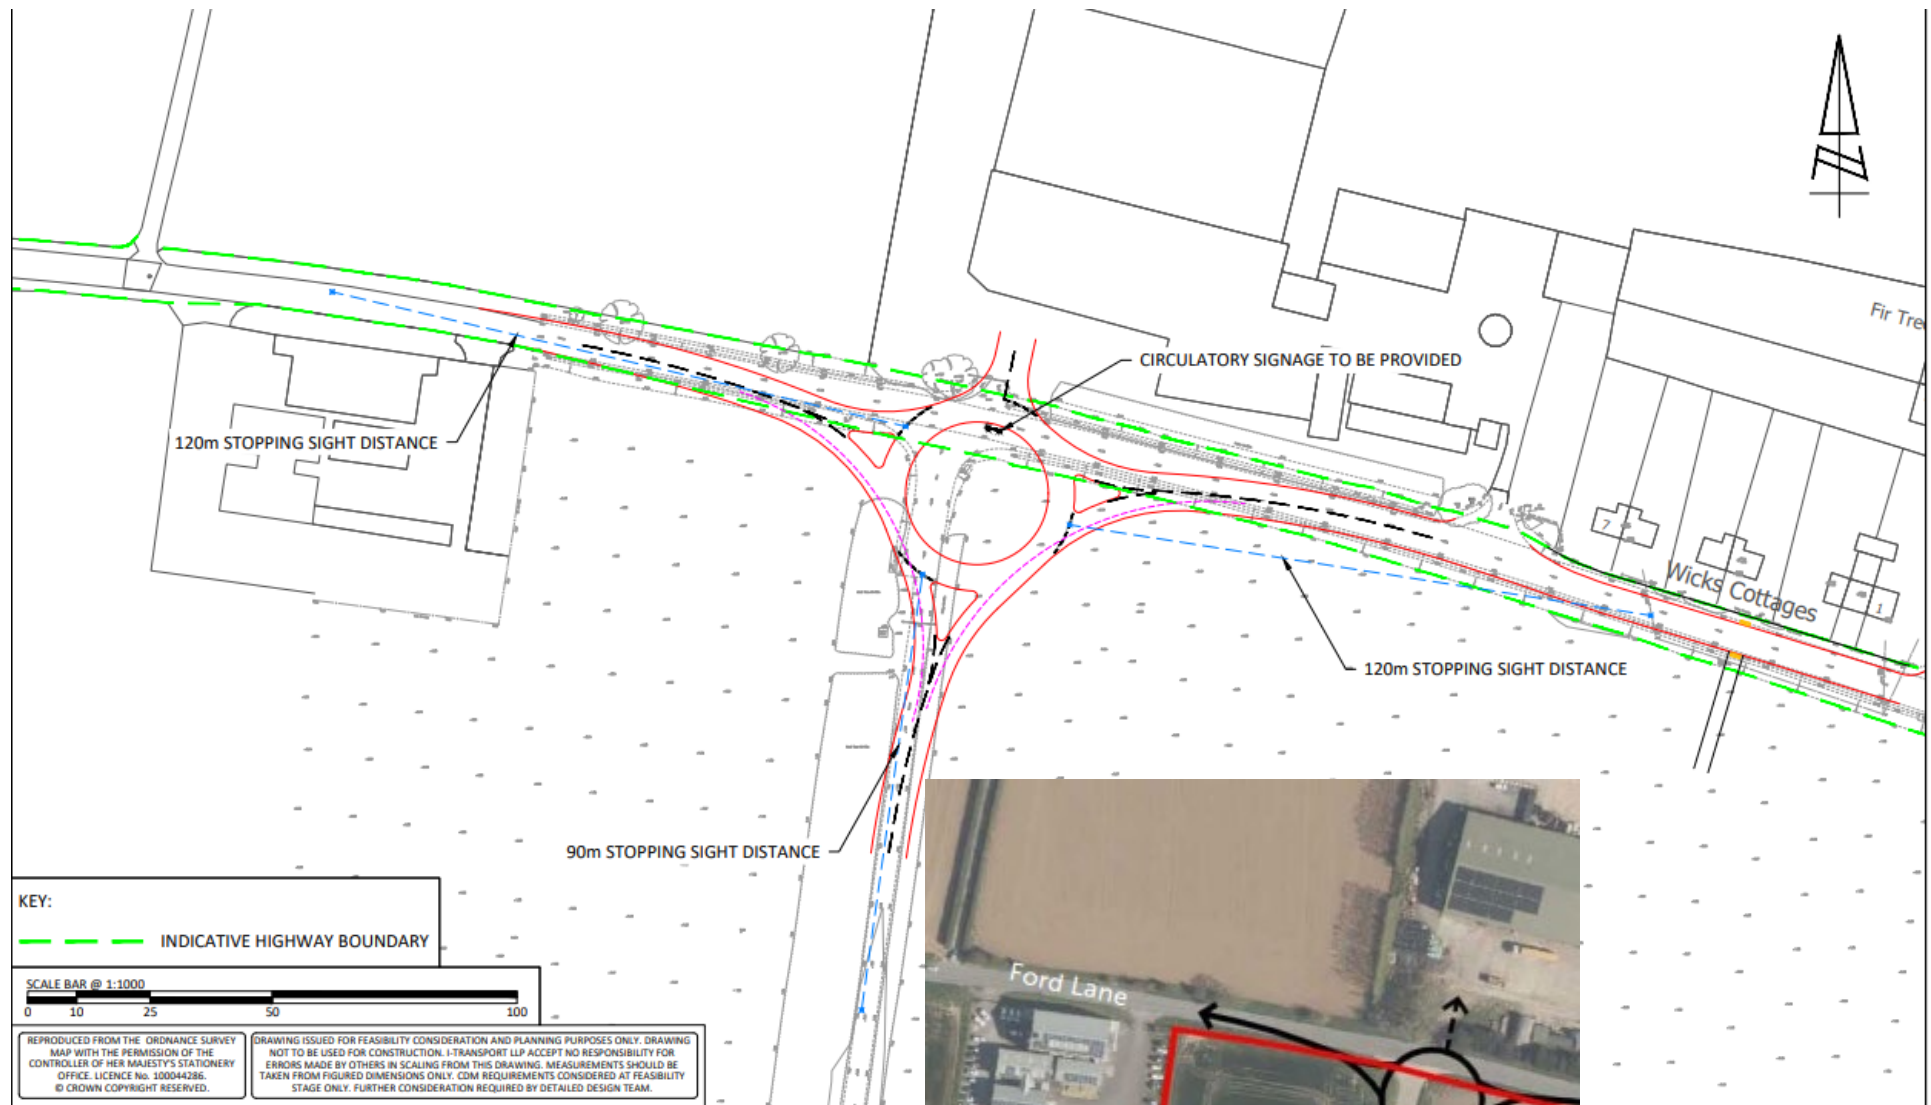 Fir Tre
CIRCULATORY SIGNAGE TO BE PROVIDED
120m STOPPING SIGHT DISTANCE
7
Wicks Cottages
1
120m STOPPING SIGHT DISTANCE
90m STOPPING SIGHT DISTANCE
KEY:
INDICATIVE HIGHWAY BOUNDARY
Ford Lane
SCALE BAR @ 1:1000
0 10 25 50 100
REPRODUCED FROM THE ORDNANCE SURVEY
MAP WITH THE PERMISSION OF THE
CONTROLLER OF HER MAJESTY'S STATIONERY
OFFICE. LICENCE No. 100044286.
© CROWN COPYRIGHT RESERVED.
DRAWING ISSUED FOR FEASIBILITY CONSIDERATION AND PLANNING PURPOSES ONLY. DRAWING
NOT TO BE USED FOR CONSTRUCTION. I-TRANSPORT LLP ACCEPT NO RESPONSIBILITY FOR
ERRORS MADE BY OTHERS IN SCALING FROM THIS DRAWING. MEASUREMENTS SHOULD BE
TAKEN FROM FIGURED DIMENSIONS ONLY. CDM REQUIREMENTS CONSIDERED AT FEASIBILITY
STAGE ONLY. FURTHER CONSIDERATION REQUIRED BY DETAILED DESIGN TEAM.